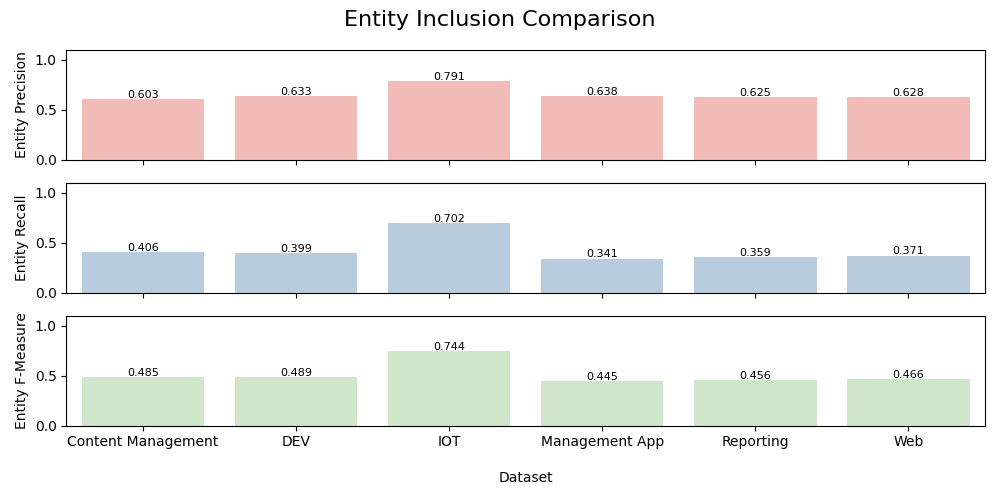 Entity Inclusion Comparison
Entity Precision
1.0
0.5
0.0
0.603
0.633
0.791
0.638
0.625
0.628
Entity Recall
1.0
0.5
0.0
0.406
0.399
0.702
0.341
0.359
0.371
Entity F-Measure
1.0
0.5
0.0
0.485
0.489
0.744
0.445
0.456
0.466
Content Management
DEV
IOT
Management App
Reporting
Web
Dataset